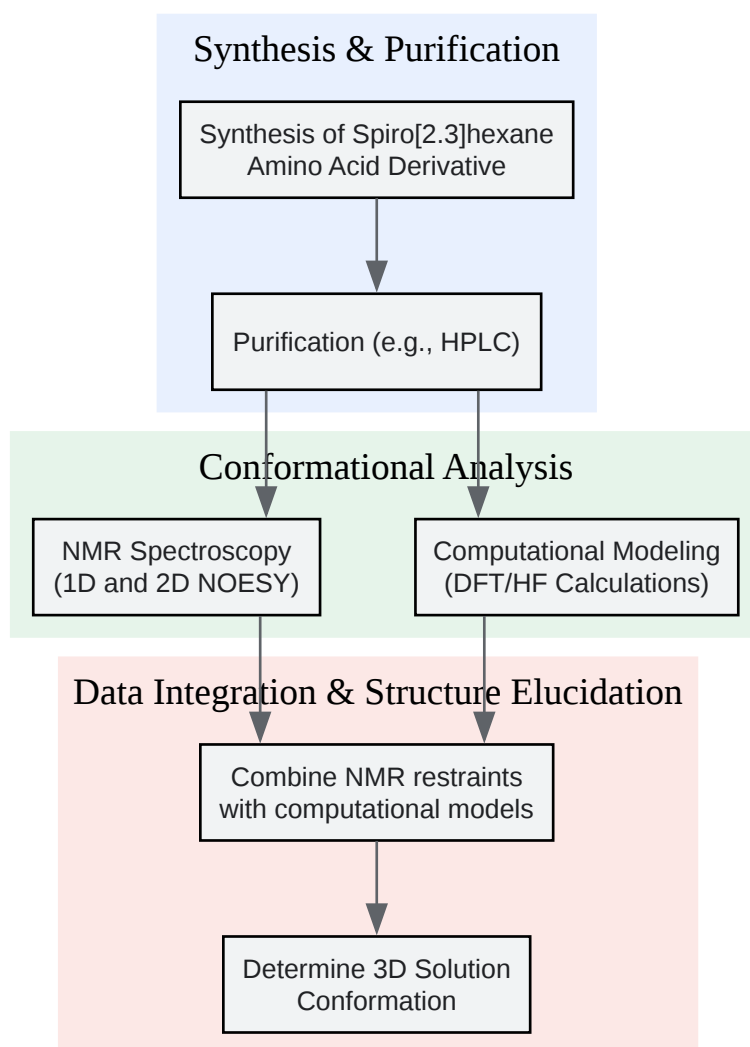 Synthesis & Purification
Synthesis of Spiro[2.3]hexane
Amino Acid Derivative
Purification (e.g., HPLC)
Conformational Analysis
NMR Spectroscopy
(1D and 2D NOESY)
Computational Modeling
(DFT/HF Calculations)
Data Integration & Structure Elucidation
Combine NMR restraints
with computational models
Determine 3D Solution
Conformation